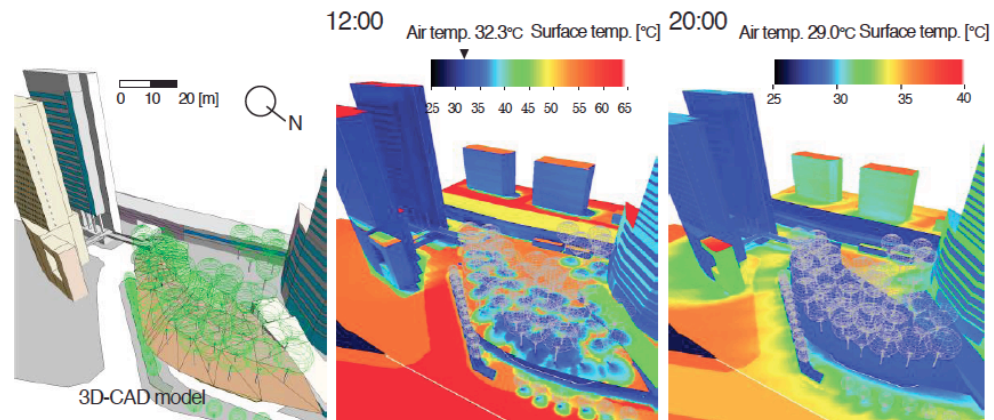 12:00
Air temp. 32.3℃ Surface temp. [℃]
25 30 35 40 45 50 55 60 65
20:00
Air temp. 29.0℃ Surface temp. [℃]
25 30 35 40
0 10 20 [m]
N
3D-CAD model